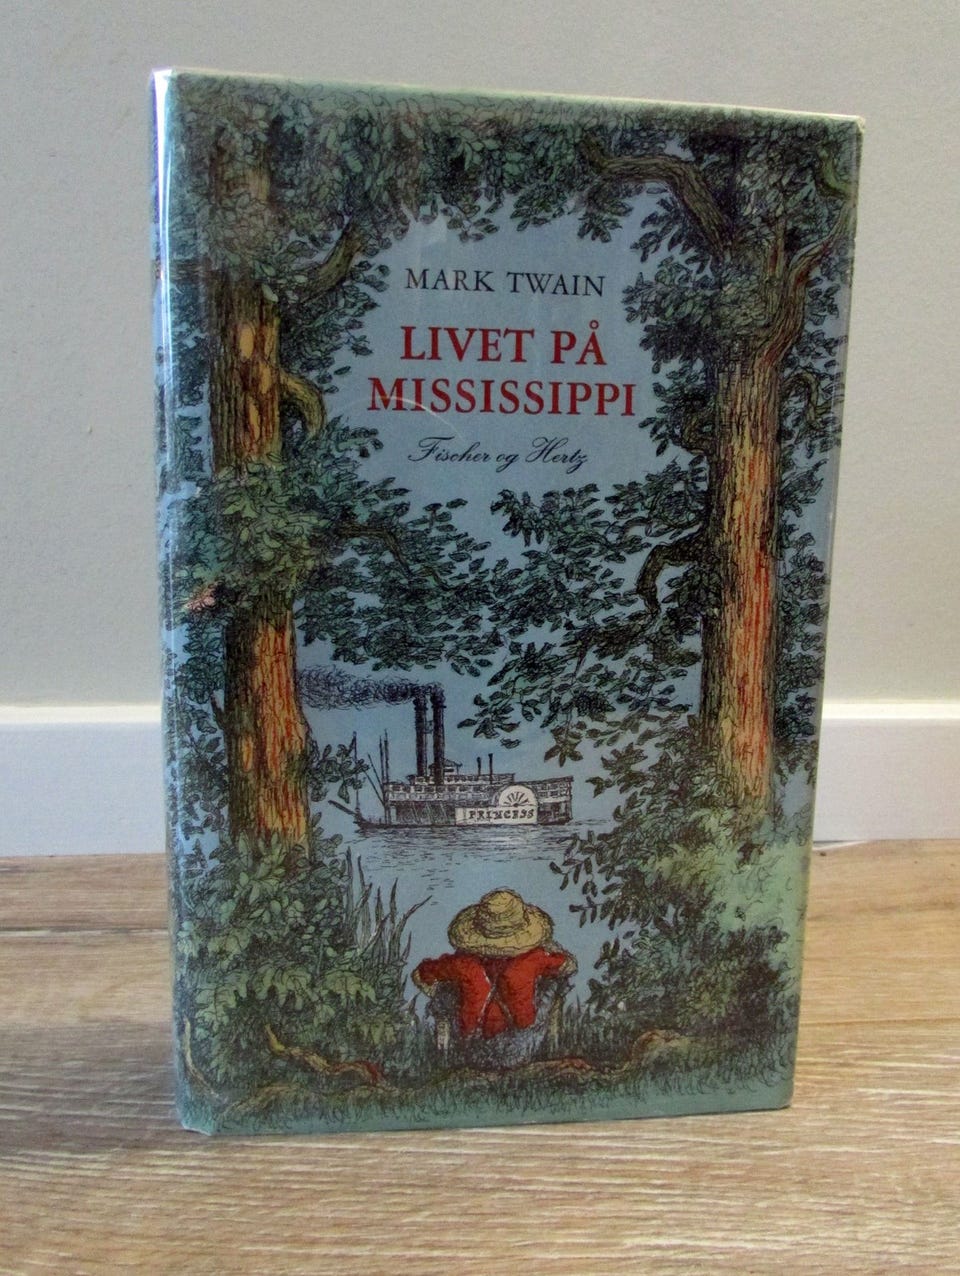 MARK TWAIN
LIVET PÅ
MISSISSIPPI
Fischer og Hertz
PRINCESS